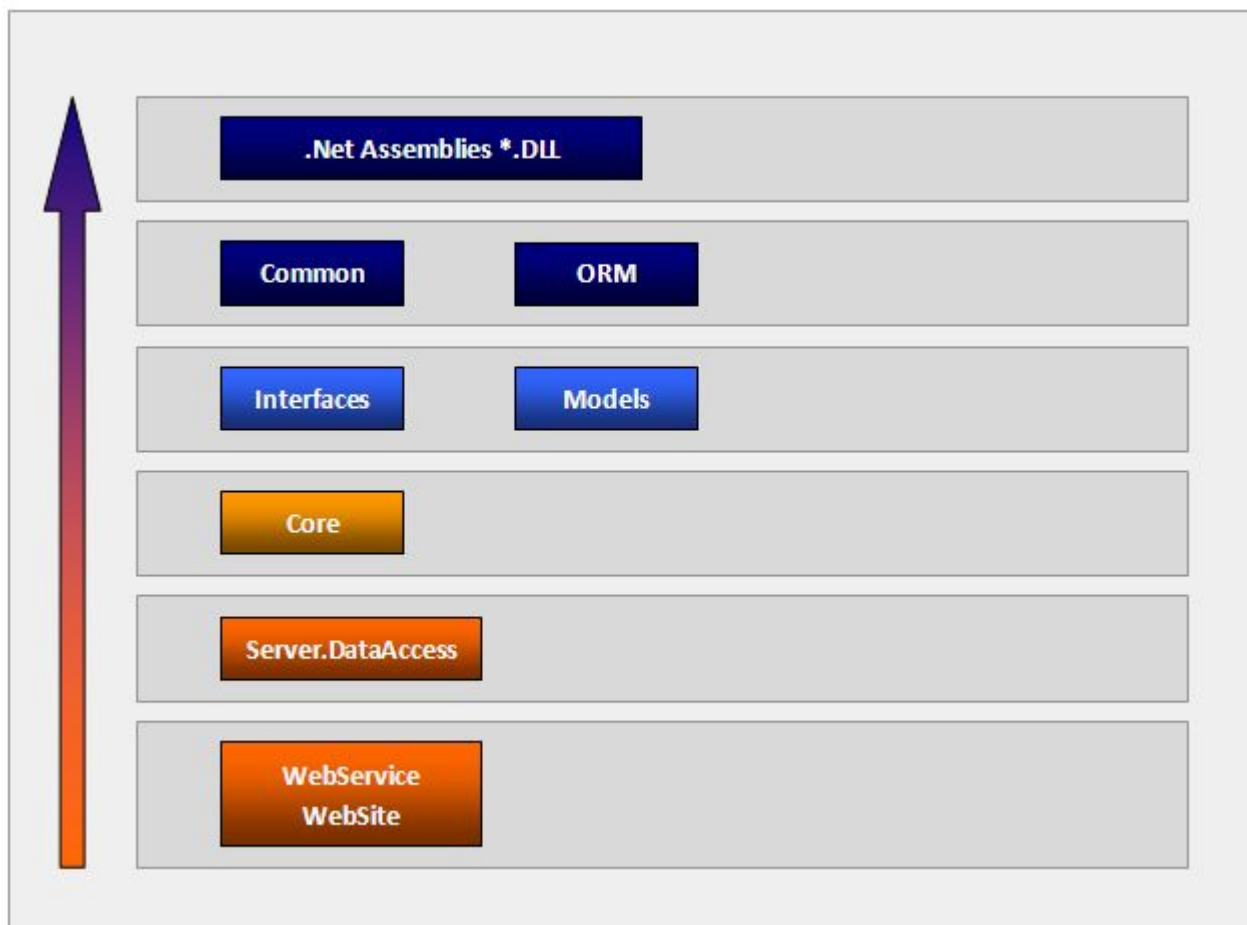 .Net Assemblies *.DLL
Common
ORM
Interfaces
Models
Core
Server.DataAccess
WebService
WebSite